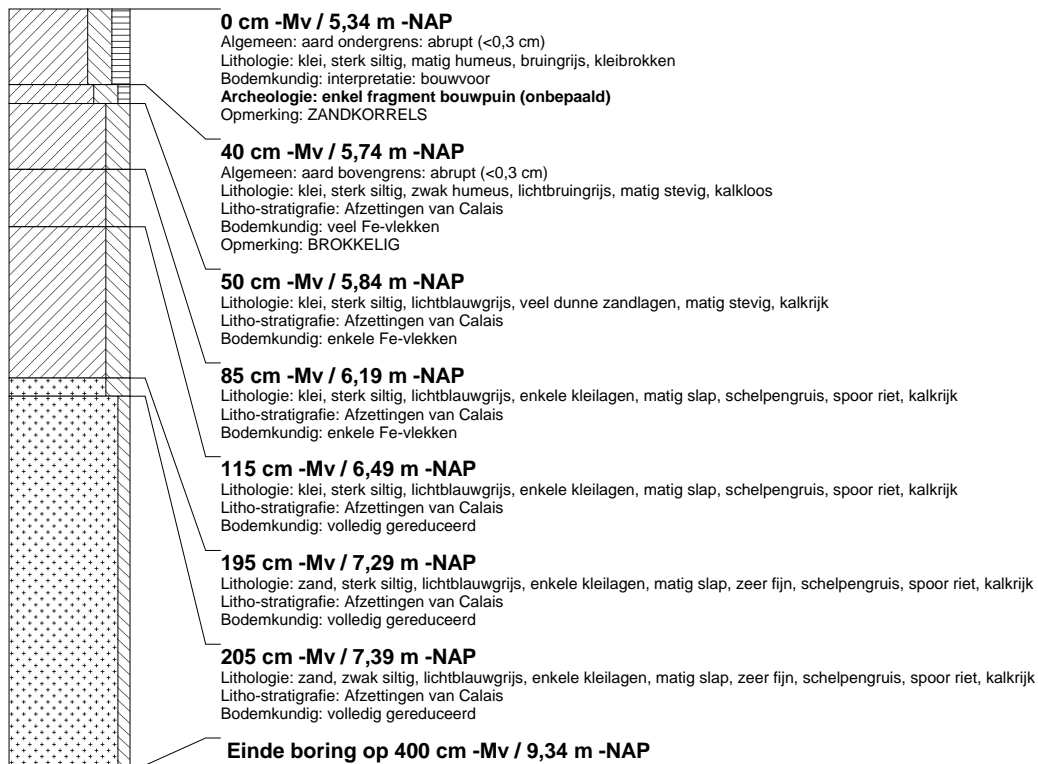 0 cm -Mv / 5,34 m -NAP
Algemeen: aard ondergrens: abrupt (<0,3 cm)
Lithologie: klei, sterk siltig, matig humeus, bruingrijs, kleibrokken
Bodemkundig: interpretatie: bouwvoor
Archeologie: enkel fragment bouwpuin (onbepaald)
Opmerking: ZANDKORRELS
40 cm -Mv / 5,74 m -NAP
Algemeen: aard bovengrens: abrupt (<0,3 cm)
Lithologie: klei, sterk siltig, zwak humeus, lichtbruingrijs, matig stevig, kalkloos
Litho-stratigrafie: Afzettingen van Calais
Bodemkundig: veel Fe-vlekken
Opmerking: BROKKELIG
50 cm -Mv / 5,84 m -NAP
Lithologie: klei, sterk siltig, lichtblauwgrijs, veel dunne zandlagen, matig stevig, kalkrijk
Litho-stratigrafie: Afzettingen van Calais
Bodemkundig: enkele Fe-vlekken
85 cm -Mv / 6,19 m -NAP
Lithologie: klei, sterk siltig, lichtblauwgrijs, enkele kleilagen, matig slap, schelpengruis, spoor riet, kalkrijk
Litho-stratigrafie: Afzettingen van Calais
Bodemkundig: enkele Fe-vlekken
115 cm -Mv / 6,49 m -NAP
Lithologie: klei, sterk siltig, lichtblauwgrijs, enkele kleilagen, matig slap, schelpengruis, spoor riet, kalkrijk
Litho-stratigrafie: Afzettingen van Calais
Bodemkundig: volledig gereduceerd
195 cm -Mv / 7,29 m -NAP
Lithologie: zand, sterk siltig, lichtblauwgrijs, enkele kleilagen, matig slap, zeer fijn, schelpengruis, spoor riet, kalkrijk
Litho-stratigrafie: Afzettingen van Calais
Bodemkundig: volledig gereduceerd
205 cm -Mv / 7,39 m -NAP
Lithologie: zand, zwak siltig, lichtblauwgrijs, enkele kleilagen, matig slap, zeer fijn, schelpengruis, spoor riet, kalkrijk
Litho-stratigrafie: Afzettingen van Calais
Bodemkundig: volledig gereduceerd
Einde boring op 400 cm -Mv / 9,34 m -NAP